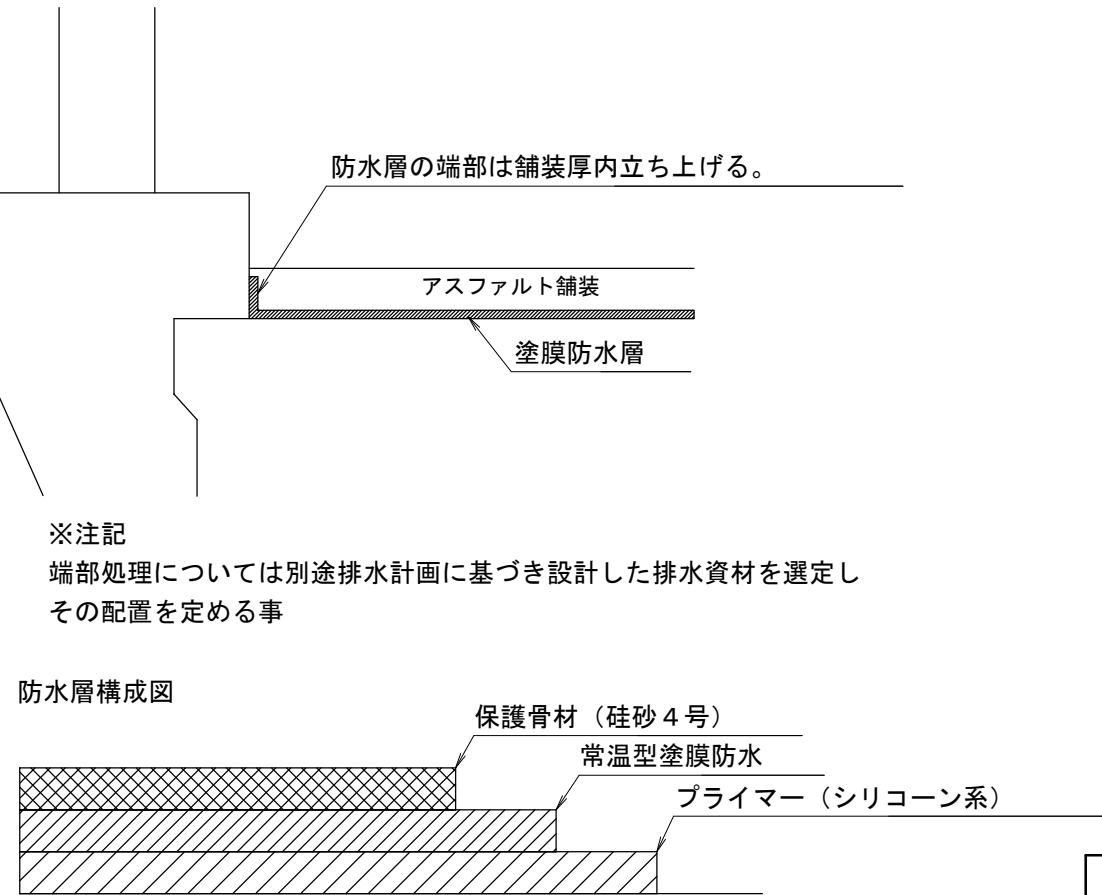 防水層の端部は舗装厚内立ち上げる。
アスファルト舗装
塗膜防水層
※注記
端部処理については別途排水計画に基づき設計した排水資材を選定し
その配置を定める事
防水層構成図
保護骨材（硅砂４号）
常温型塗膜防水
プライマー（シリコーン系）